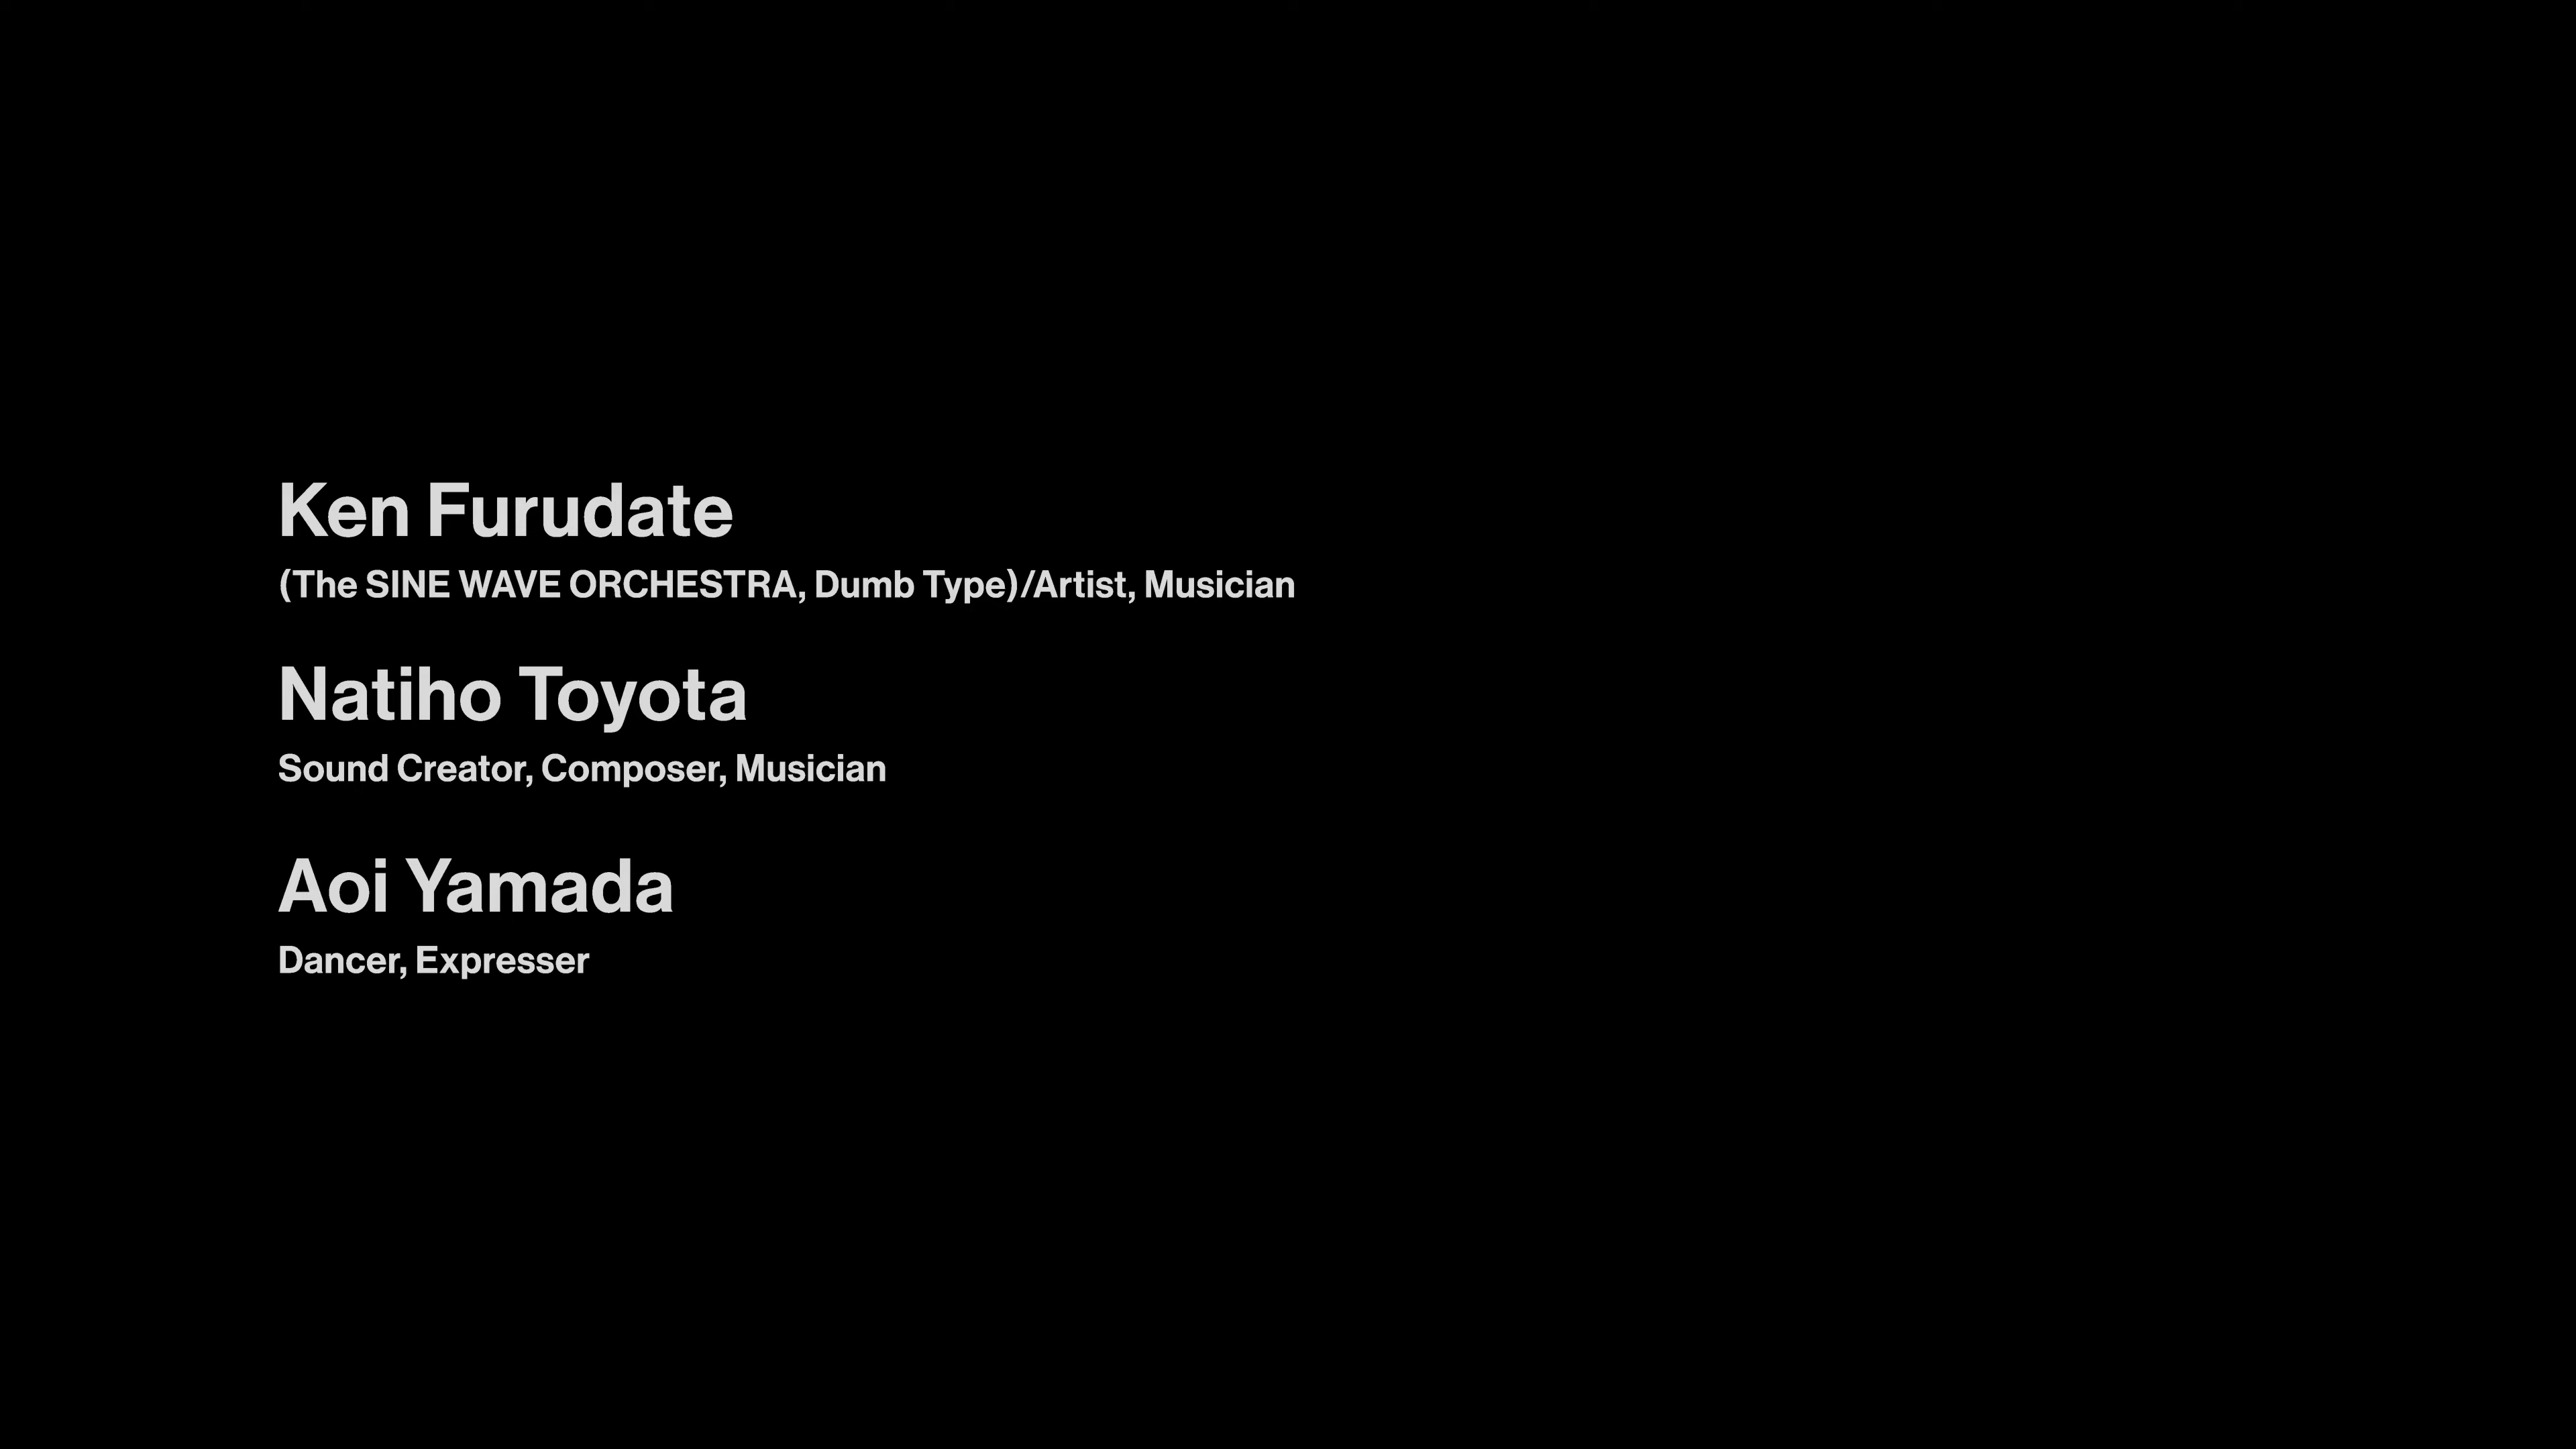 Ken Furudate
(The SINE WAVE ORCHESTRA, Dumb Type)/Artist, Musician
Natiho Toyota
Sound Creator, Composer, Musician
Aoi Yamada
Dancer, Expresser